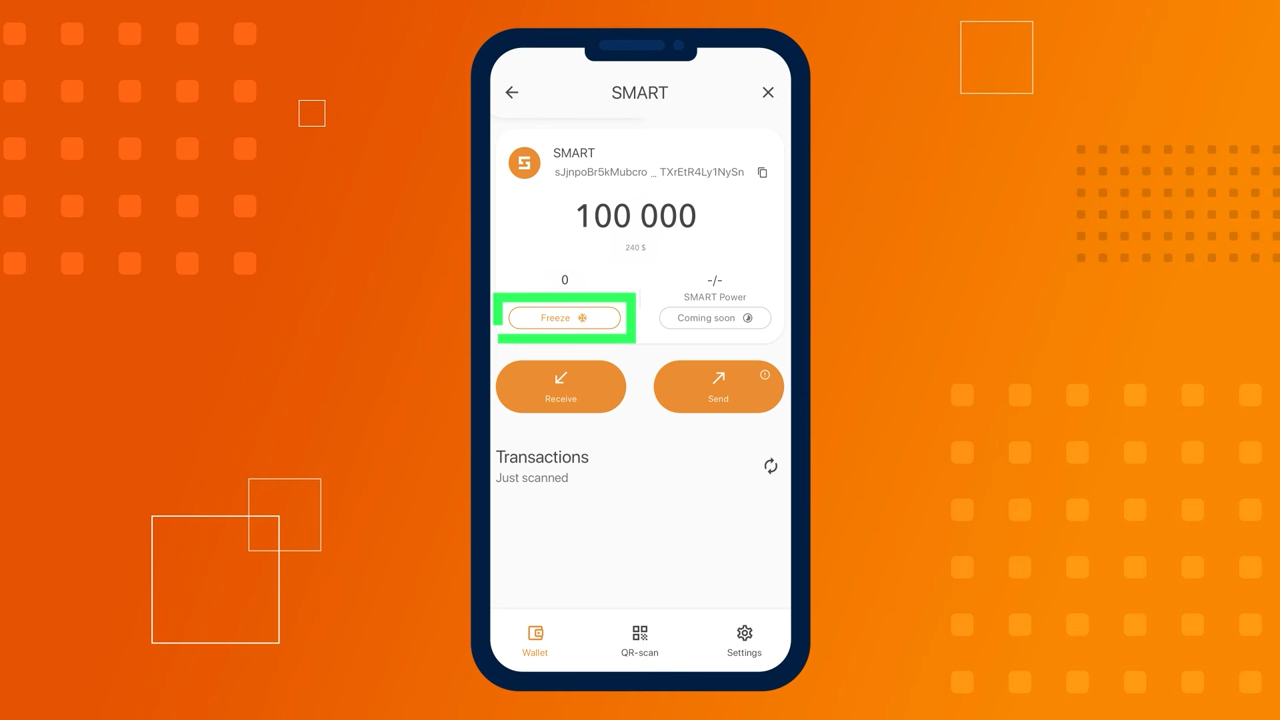 SMART
SMART
sJjnpoBr5kMubcro ... TXrEtR4Ly1NySn
100 000
240 $
0
-/-
SMART Power
Freeze
Coming soon
Receive
Send
Transactions
Just scanned
Wallet
QR-scan
Settings